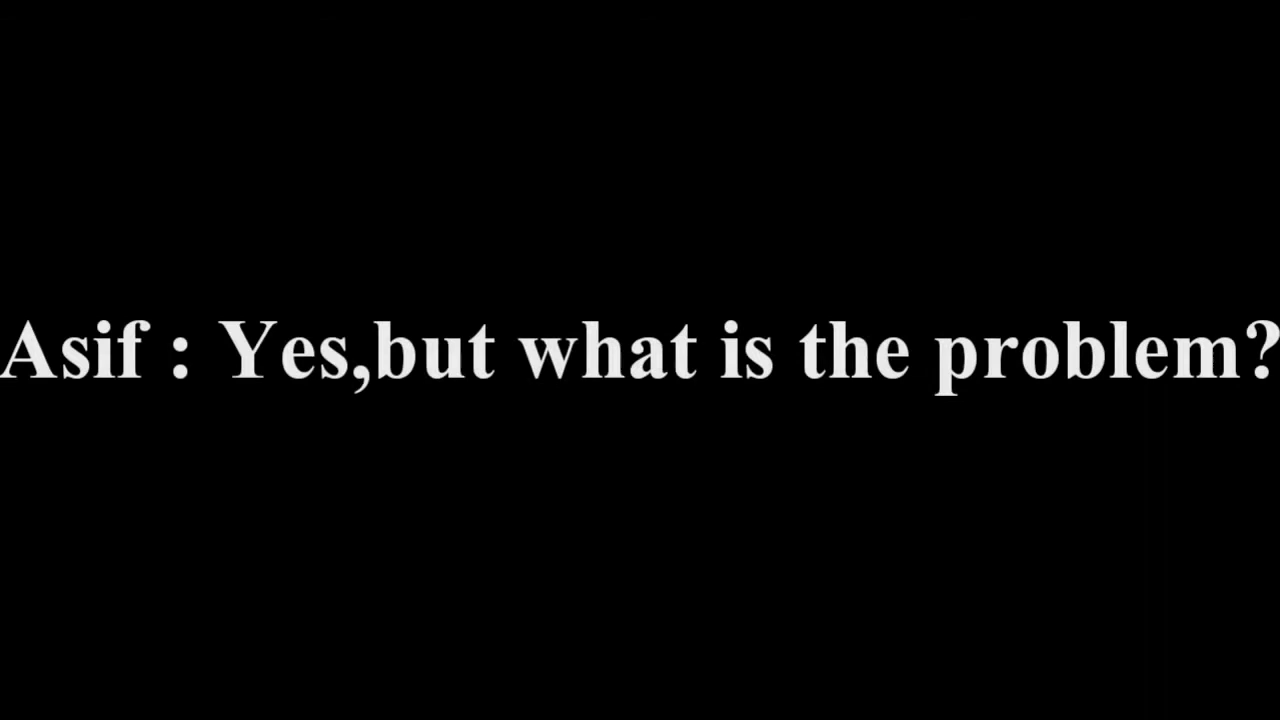 Asif : Yes,but what is the problem?